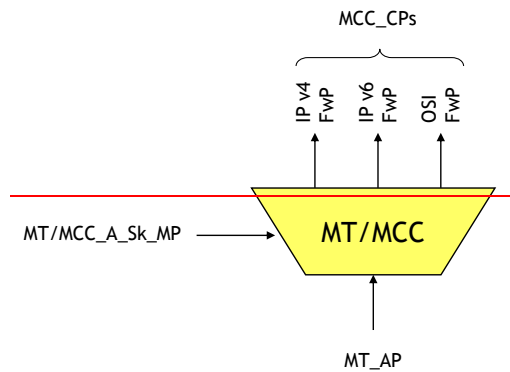 MCC_CPs
IP v4
FwP
IP v6
FwP
OSI
FwP
MT/MCC_A_Sk_MP
MT/MCC
MT_AP